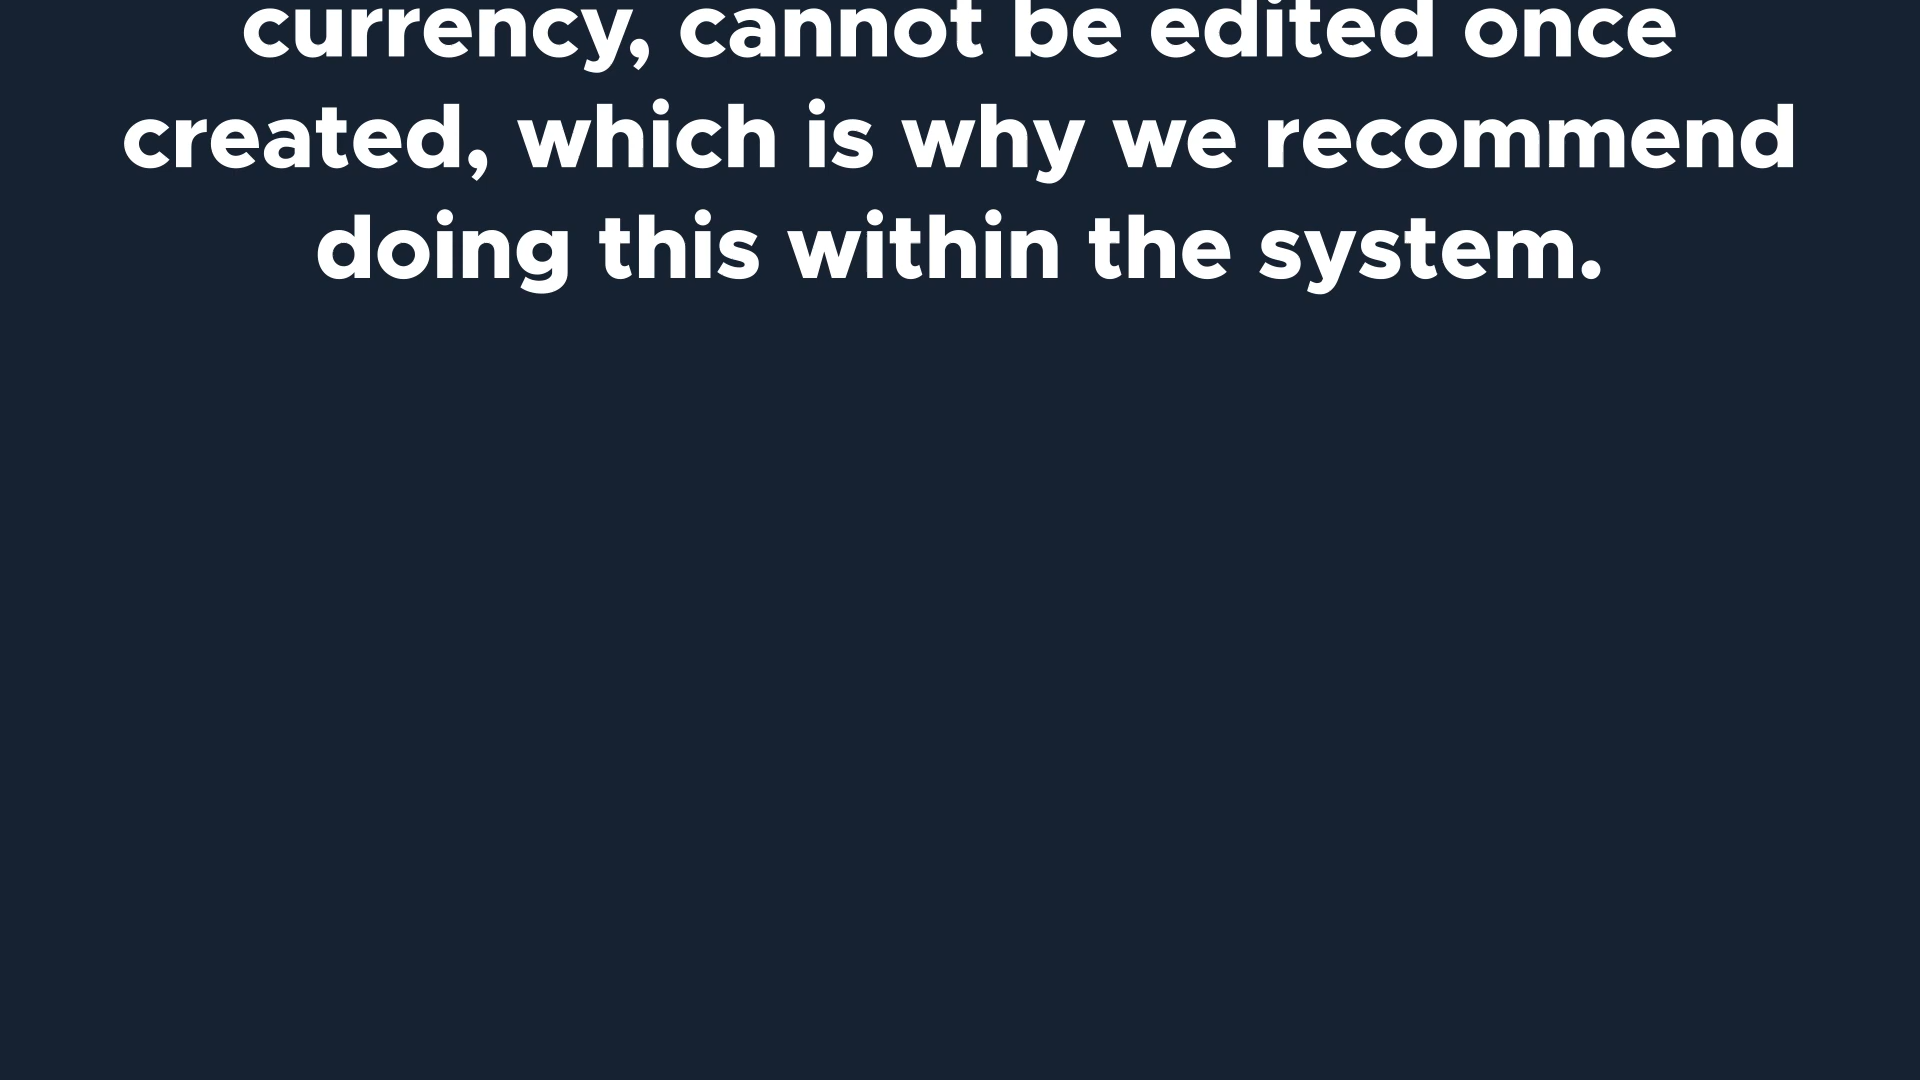 currency, cannot be edited once
created, which is why we recommend
doing this within the system.